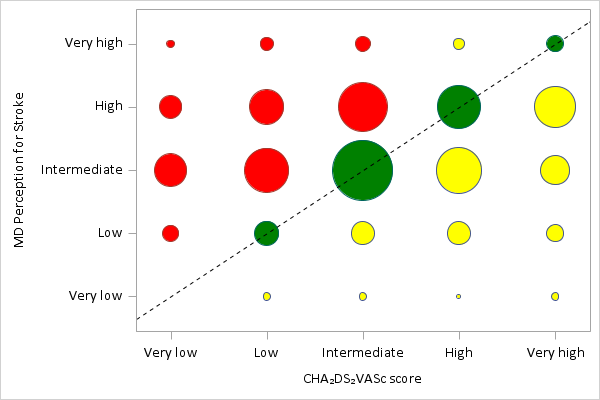 Very high
High
Intermediate
Low
Very low
MD Perception for Stroke
Very low Low Intermediate High Very high
CHA₂DS₂VASc score